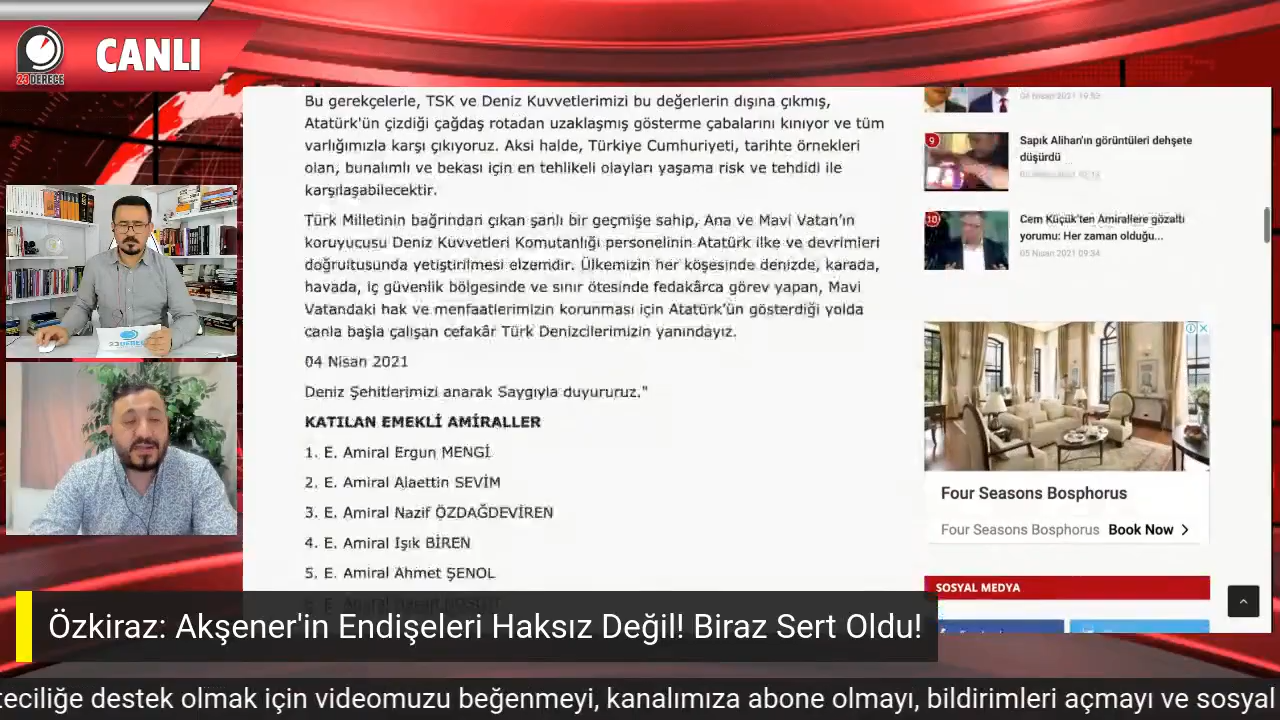 23 DERECE
CANLI
Bu gerekçelerle, TSK ve Deniz Kuvvetlerimizi bu değerlerin dışına çıkmış,
Atatürk'ün çizdiği çağdaş rotadan uzaklaşmış gösterme çabalarını kınıyor ve tüm
varlığımızla karşı çıkıyoruz. Aksi halde, Türkiye Cumhuriyeti, tarihte örnekleri
olan, bunalımlı ve bekası için en tehlikeli olayları yaşama risk ve tehdidi ile
karşılaşabilecektir.
Türk Milletinin bağrından çıkan şanlı bir geçmişe sahip, Ana ve Mavi Vatan'ın
koruyucusu Deniz Kuvvetleri Komutanlığı personelinin Atatürk ilke ve devrimleri
doğrultusunda yetiştirilmesi elzemdir. Ülkemizin her köşesinde denizde, karada,
havada, iç güvenlik bölgesinde ve sınır ötesinde fedakârca görev yapan, Mavi
Vatandaki hak ve menfaatlerimizin korunması için Atatürk'ün gösterdiği yolda
canla başla çalışan cefakâr Türk Denizcilerimizin yanındayız.
04 Nisan 2021
Deniz Şehitlerimizi anarak Saygıyla duyururuz."
KATILAN EMEKLİ AMİRALLER
1. E. Amiral Ergun MENGİ
2. E. Amiral Alaettin SEVİM
3. E. Amiral Nazif ÖZDAĞDEVİREN
4. E. Amiral Işık BİREN
5. E. Amiral Ahmet ŞENOL
04 Nisan 2021 19:53
9
Sapık Alihan'ın görüntüleri dehşete
düşürdü
10
Cem Küçük'ten Amirallere gözaltı
yorumu: Her zaman olduğu...
05 Nisan 2021 09:34
Four Seasons Bosphorus
Four Seasons Bosphorus Book Now
SOSYAL MEDYA
23DERECE
Özkiraz: Akşener'in Endişeleri Haksız Değil! Biraz Sert Oldu!
teciliğe destek olmak için videomuzu beğenmeyi, kanalımıza abone olmayı, bildirimleri açmayı ve sosyal